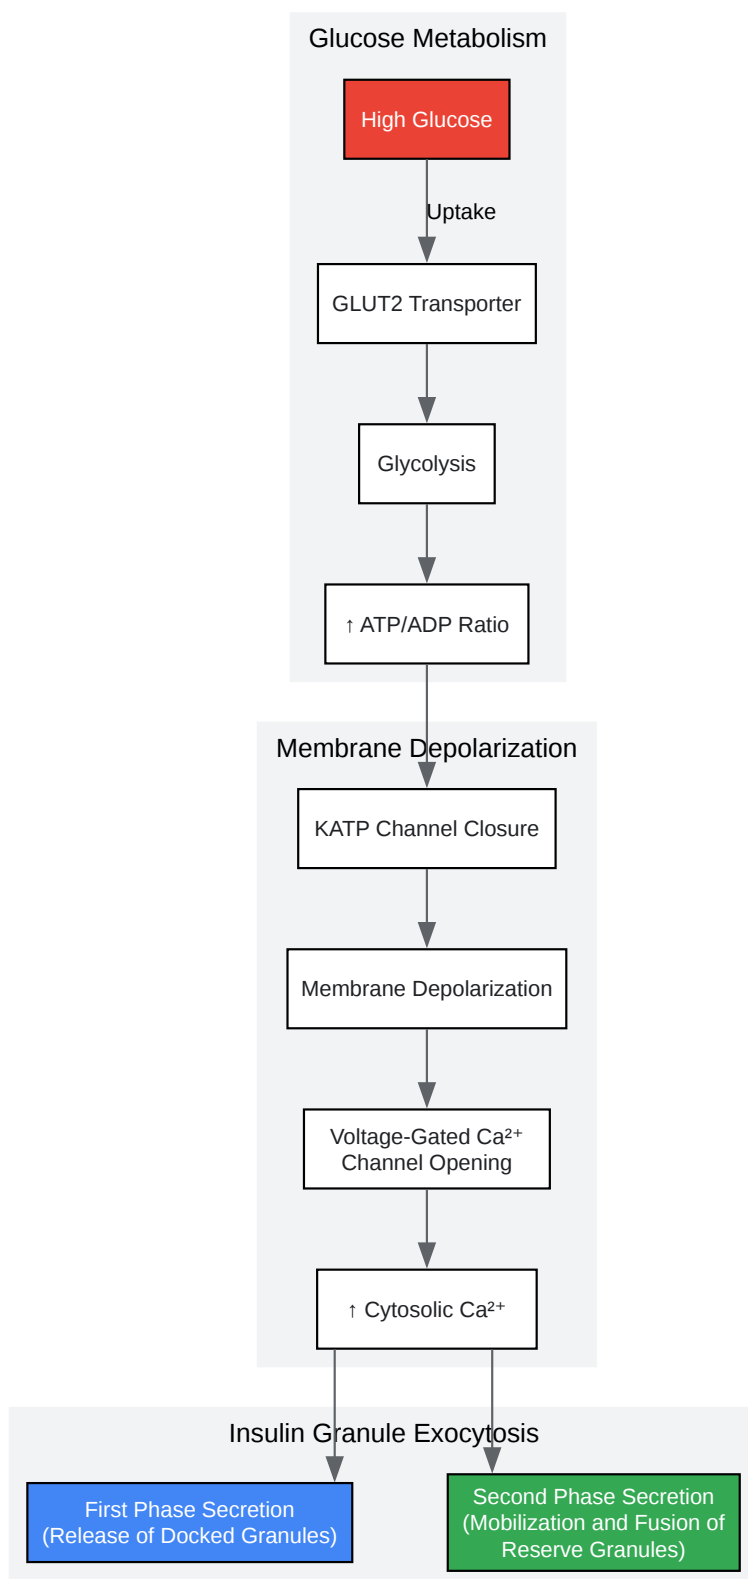 Glucose Metabolism
High Glucose
Uptake
GLUT2 Transporter
Glycolysis
↑ ATP/ADP Ratio
Membrane Depolarization
KATP Channel Closure
Membrane Depolarization
Voltage-Gated Ca²⁺
Channel Opening
↑ Cytosolic Ca²⁺
Insulin Granule Exocytosis
First Phase Secretion
(Release of Docked Granules)
Second Phase Secretion
(Mobilization and Fusion of
Reserve Granules)